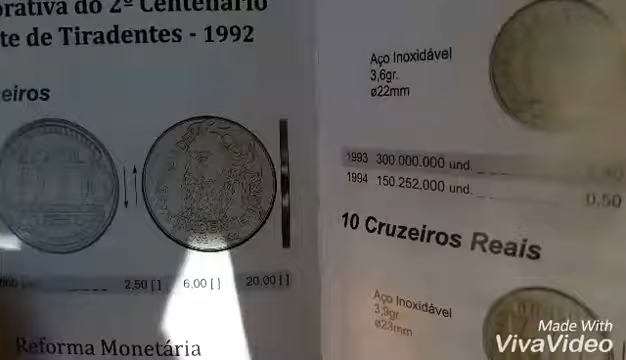 rativa do 2º Centenário
te de Tiradentes - 1992
eiros
2,50 [ ] 6,00 [ ] 20,00 [ ]
Reforma Monetária
Aço Inoxidável
3,6gr.
ø22mm
1993 300.000.000 und.
1994 150.252.000 und. 0,50
10 Cruzeiros Reais
Aço Inoxidável
3,9gr
ø23mm
Made With
VivaVideo